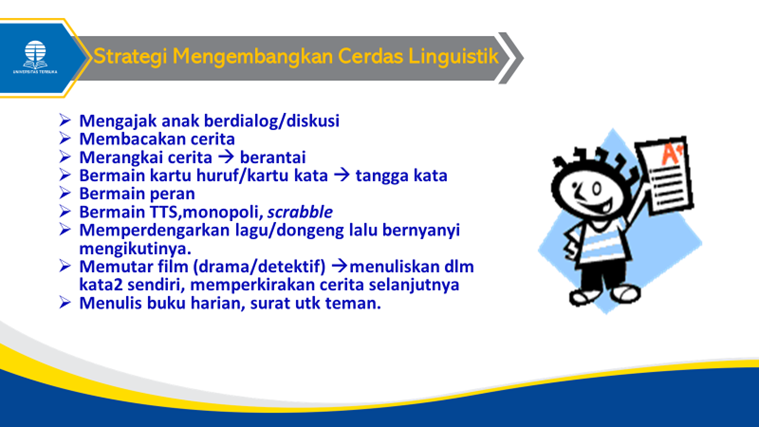 Strategi Mengembangkan Cerdas Linguistik
UNIVERSITAS TERBUKA
➢ Mengajak anak berdialog/diskusi
➢ Membacakan cerita
➢ Merangkai cerita → berantai
➢ Bermain kartu huruf/kartu kata → tangga kata
➢ Bermain peran
➢ Bermain TTS,monopoli, scrabble
➢ Memperdengarkan lagu/dongeng lalu bernyanyi
mengikutinya.
➢ Memutar film (drama/detektif) →menuliskan dlm
kata2 sendiri, memperkirakan cerita selanjutnya
➢ Menulis buku harian, surat utk teman.
A+